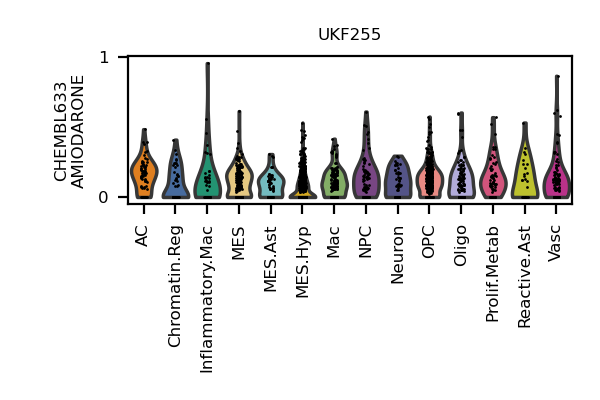 UKF255
CHEMBL633
AMIODARONE
1
0
AC
Chromatin.Reg
Inflammatory.Mac
MES
MES.Ast
MES.Hyp
Mac
NPC
Neuron
OPC
Oligo
Prolif.Metab
Reactive.Ast
Vasc